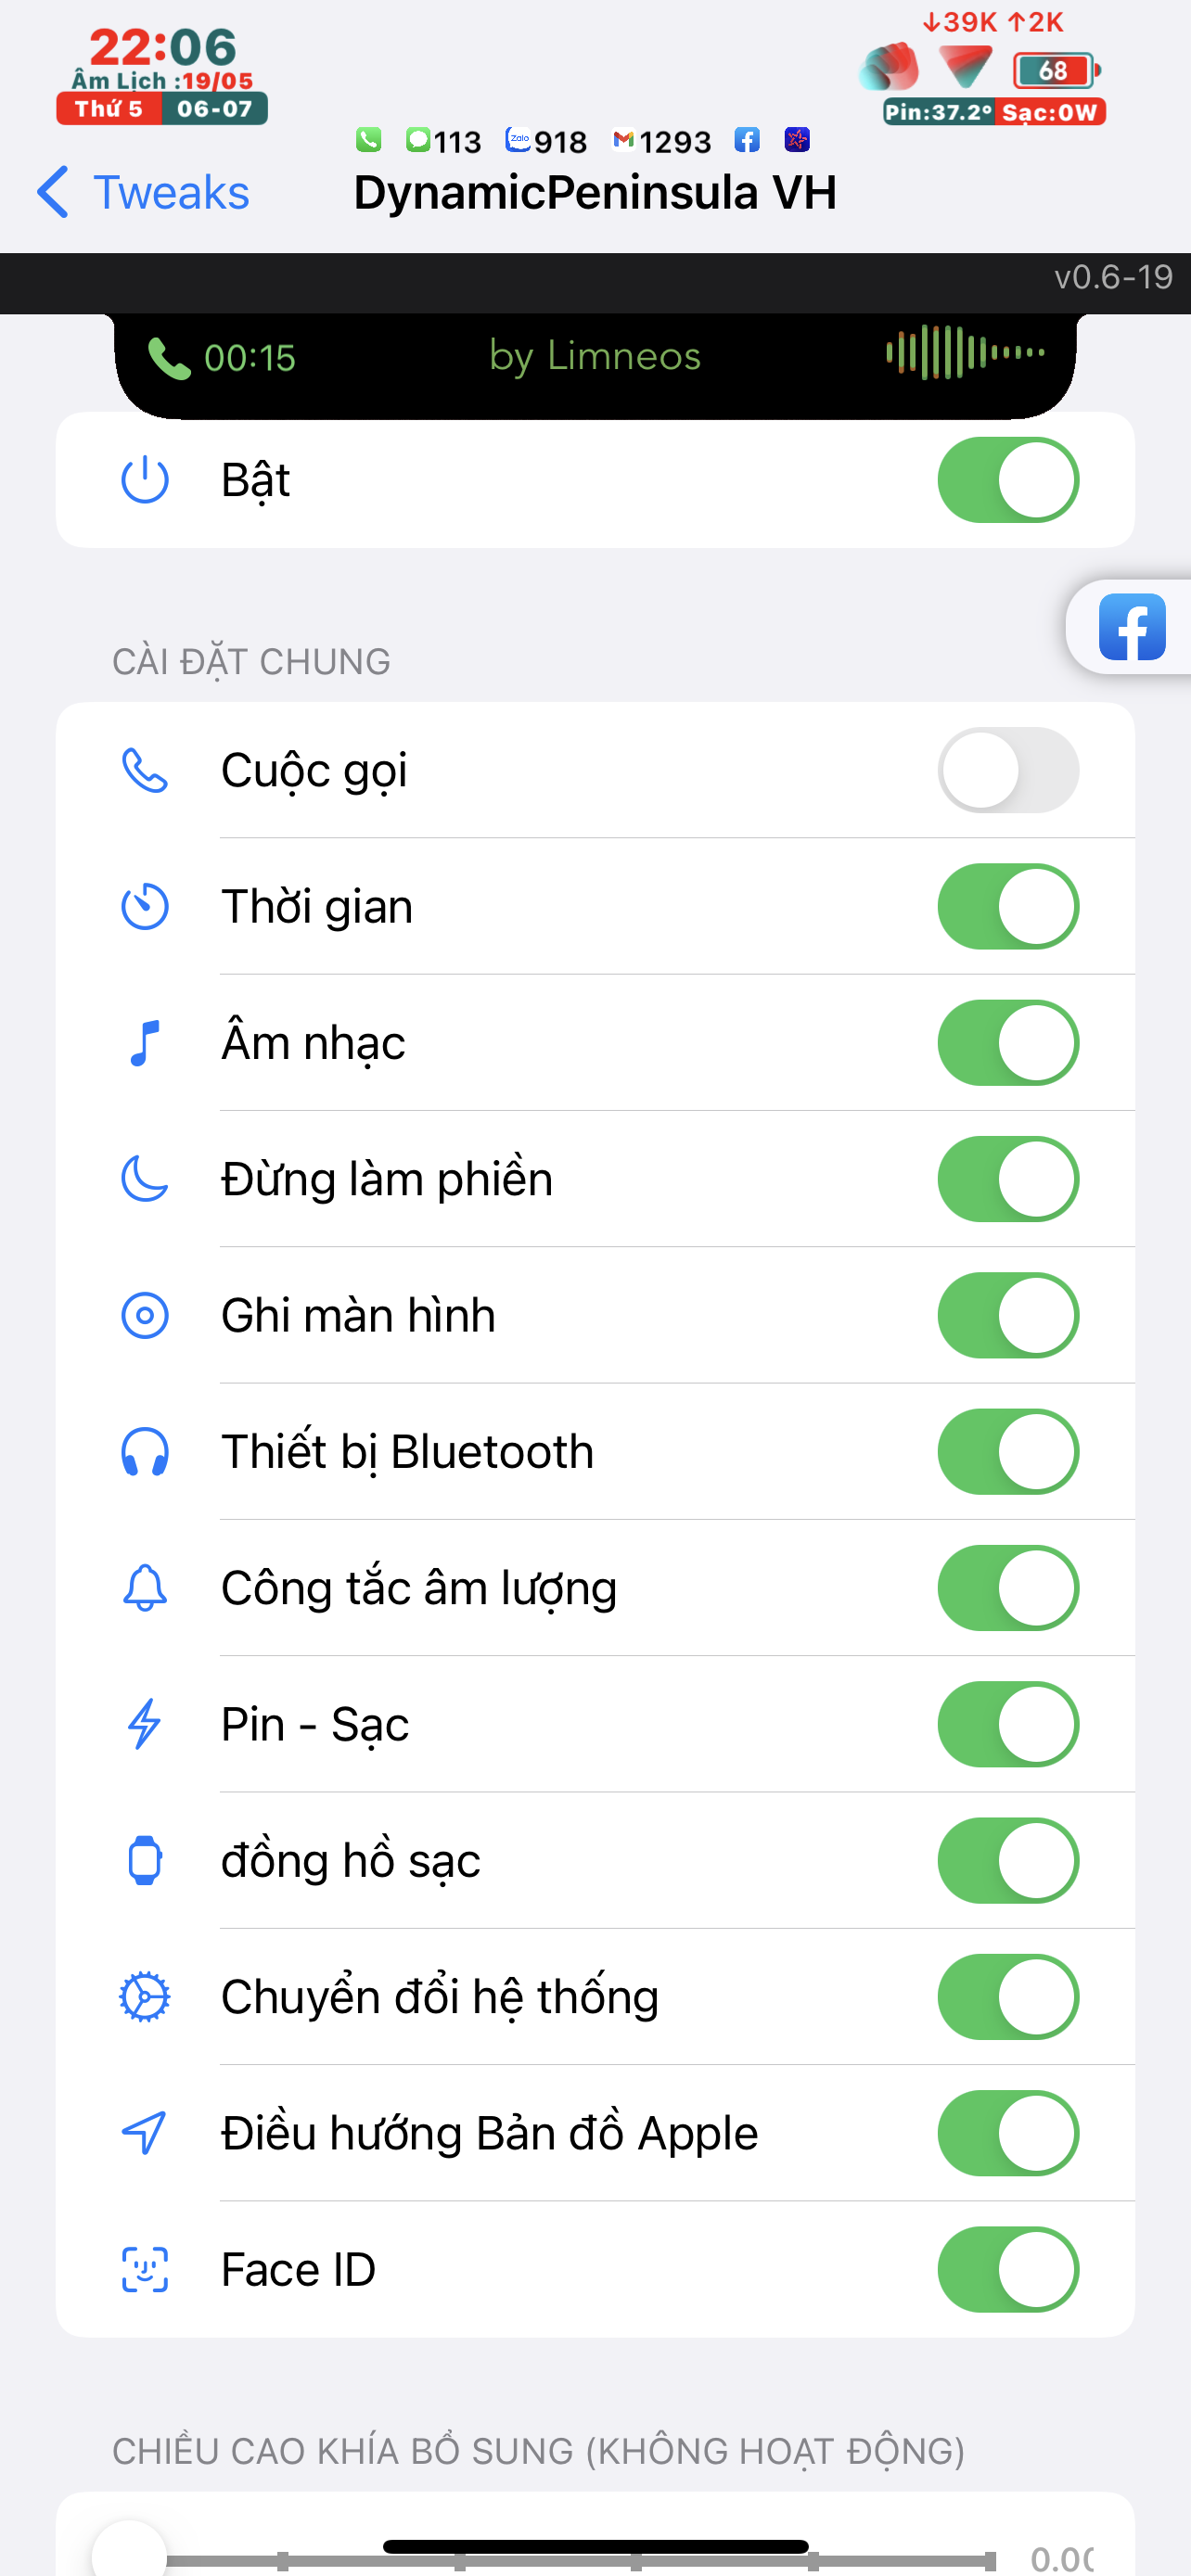 22:06
Âm Lịch :19/05
Thứ 5 06-07
↓39K ↑2K
68
Pin:37.2° Sạc:0W
113 Zalo 918 1293
Tweaks
DynamicPeninsula VH
v0.6-19
00:15 by Limneos
Bật
CÀI ĐẶT CHUNG
Cuộc gọi
Thời gian
Âm nhạc
Đừng làm phiền
Ghi màn hình
Thiết bị Bluetooth
Công tắc âm lượng
Pin - Sạc
đồng hồ sạc
Chuyển đổi hệ thống
Điều hướng Bản đồ Apple
Face ID
CHIỀU CAO KHÍA BỔ SUNG (KHÔNG HOẠT ĐỘNG)